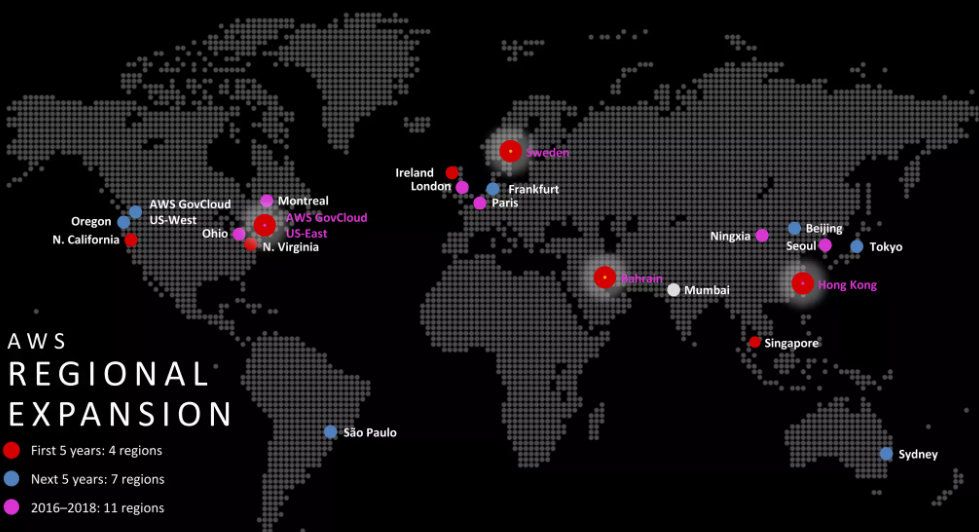 Sweden
Ireland
London
Frankfurt
Paris
AWS GovCloud
US-West
Montreal
Oregon
AWS GovCloud
US-East
N. California
Ohio
N. Virginia
Beijing
Ningxia
Seoul
Tokyo
Bahrain
Mumbai
Hong Kong
Singapore
São Paulo
Sydney
AWS
REGIONAL
EXPANSION
First 5 years: 4 regions
Next 5 years: 7 regions
2016–2018: 11 regions